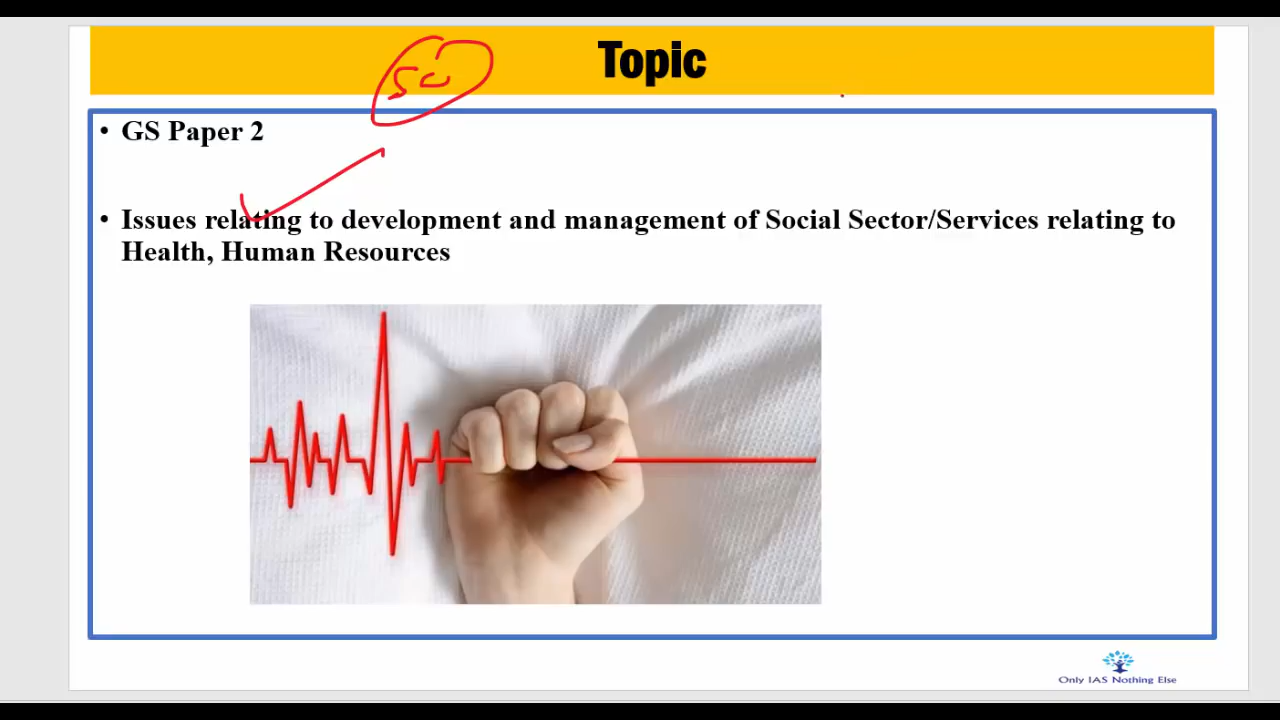 Topic
SC
• GS Paper 2
• Issues relating to development and management of Social Sector/Services relating to
Health, Human Resources
Only IAS Nothing Else